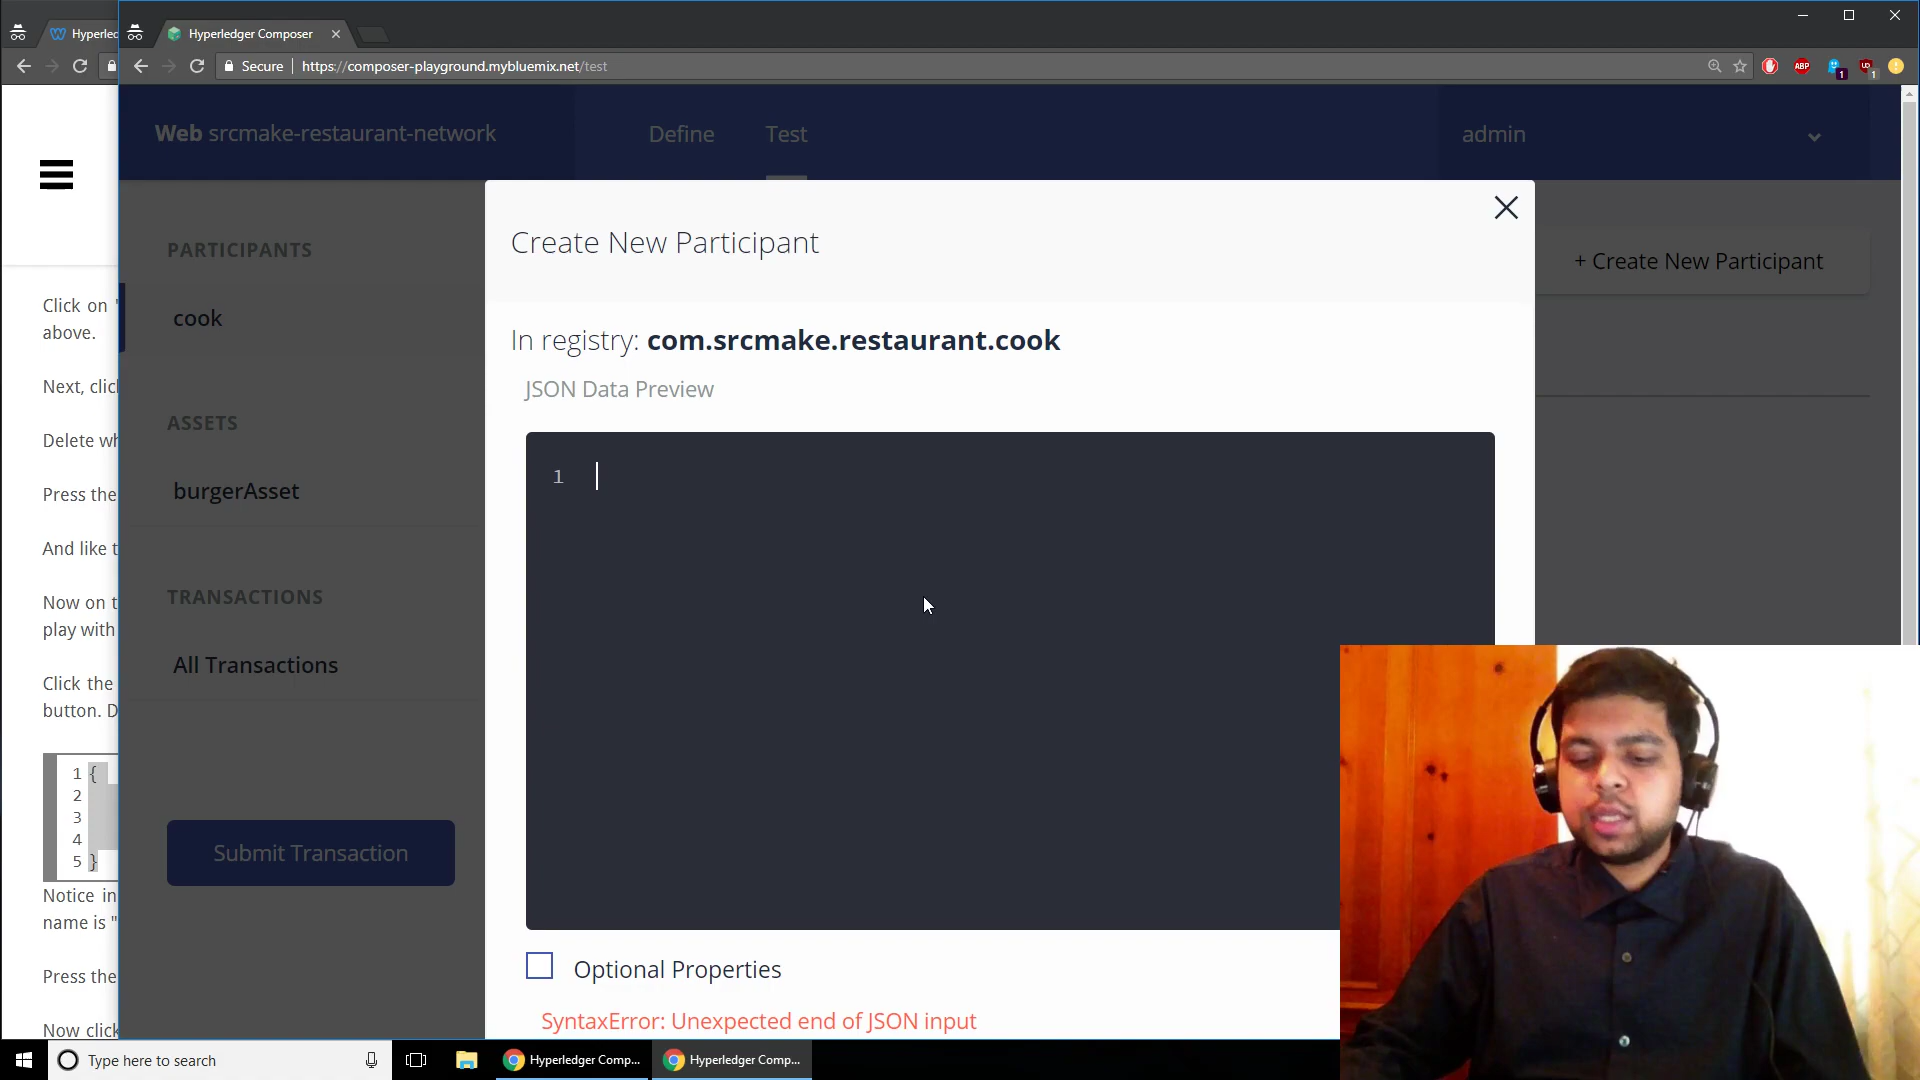 Hyperlec
Hyperledger Composer
Secure
https://composer-playground.mybluemix.net/test
ABP
1
1
Web srcmake-restaurant-network
Define
Test
admin
Create New Participant
+ Create New Participant
PARTICIPANTS
cook
In registry: com.srcmake.restaurant.cook
JSON Data Preview
ASSETS
burgerAsset
1
TRANSACTIONS
All Transactions
Submit Transaction
Optional Properties
SyntaxError: Unexpected end of JSON input
Click on "
above.
Next, clic
Delete wh
Press the
And like t
Now on t
play with
Click the
button. D
1 {
2
3
4
5 }
Notice in
name is "
Press the
Now click
Type here to search
Hyperledger Comp...
Hyperledger Comp...